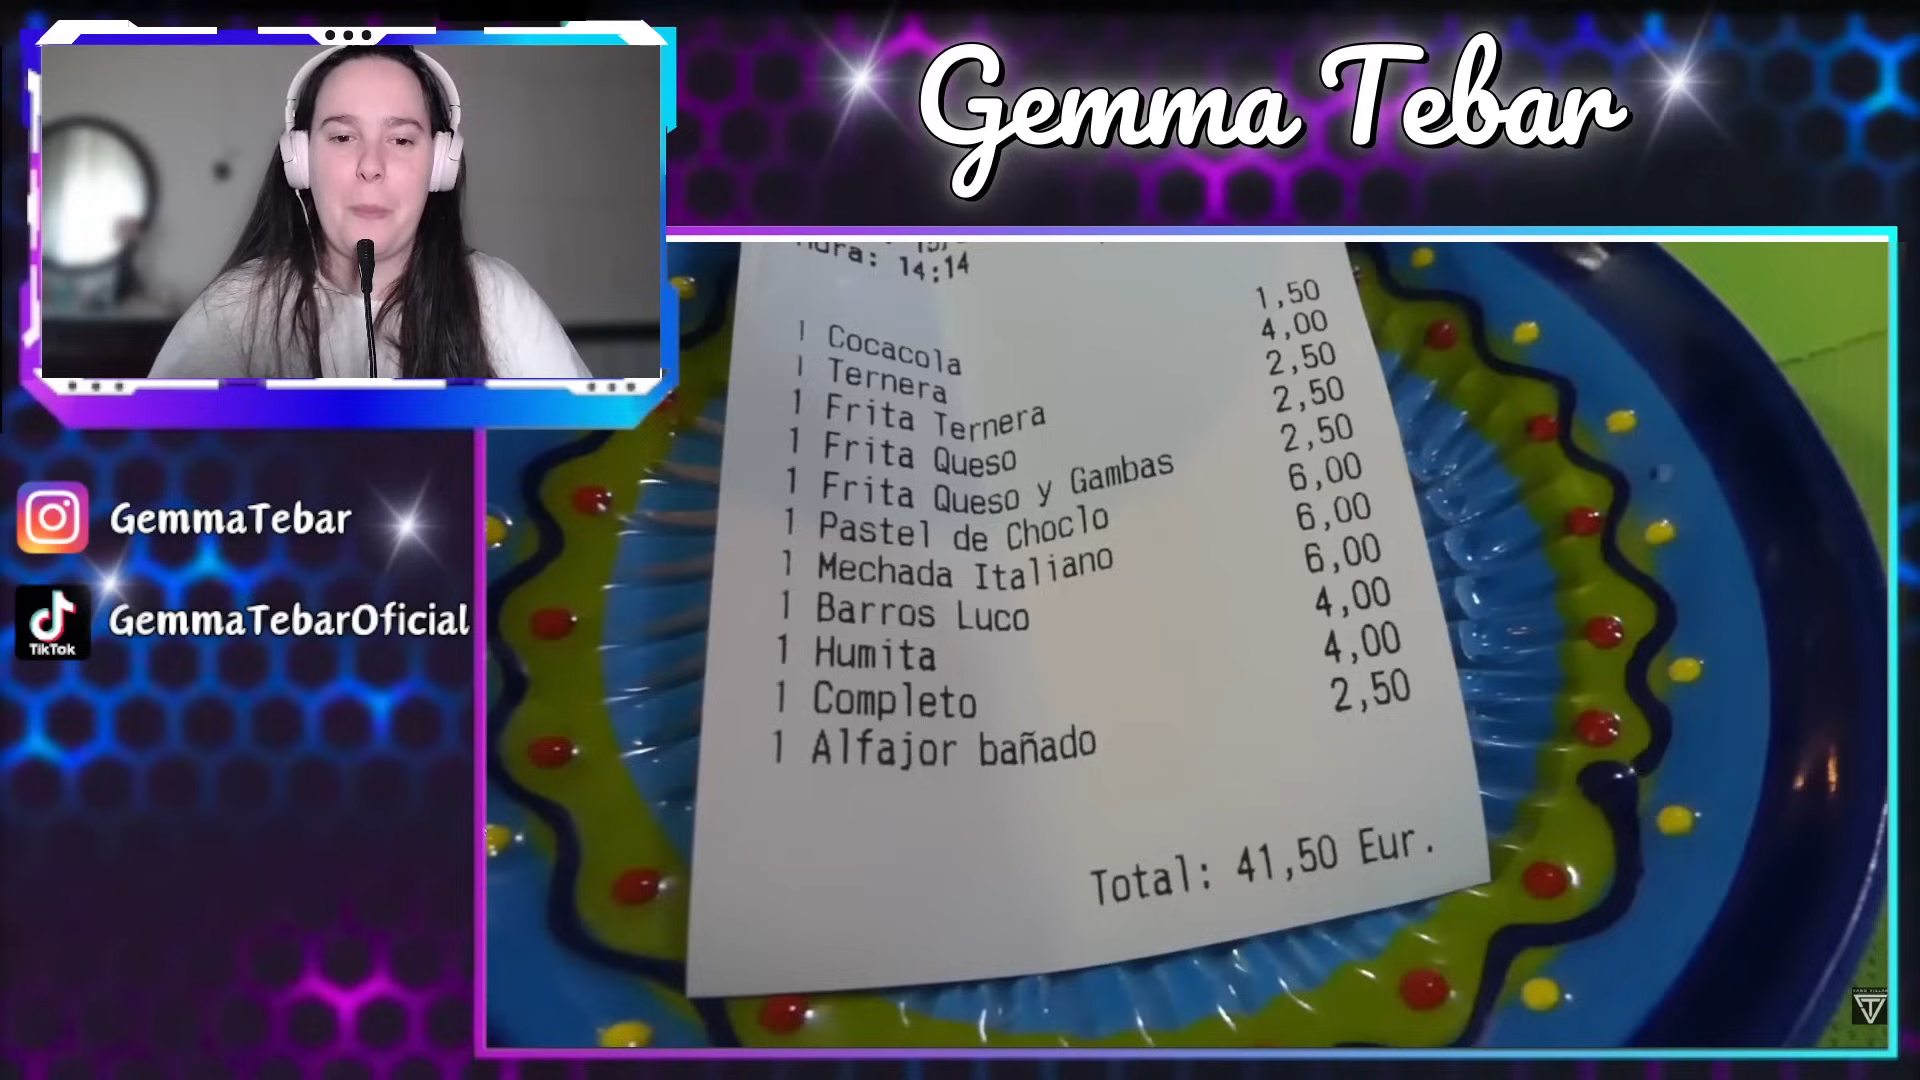 Gemma Tebar
GemmaTebar
TikTok
GemmaTebarOficial
Hora: 14:14
1 Cocacola 1,50
1 Ternera 4,00
1 Frita Ternera 2,50
1 Frita Queso 2,50
1 Frita Queso y Gambas 2,50
1 Pastel de Choclo 6,00
1 Mechada Italiano 6,00
1 Barros Luco 6,00
1 Humita 4,00
1 Completo 4,00
1 Alfajor bañado 2,50
Total: 41,50 Eur.